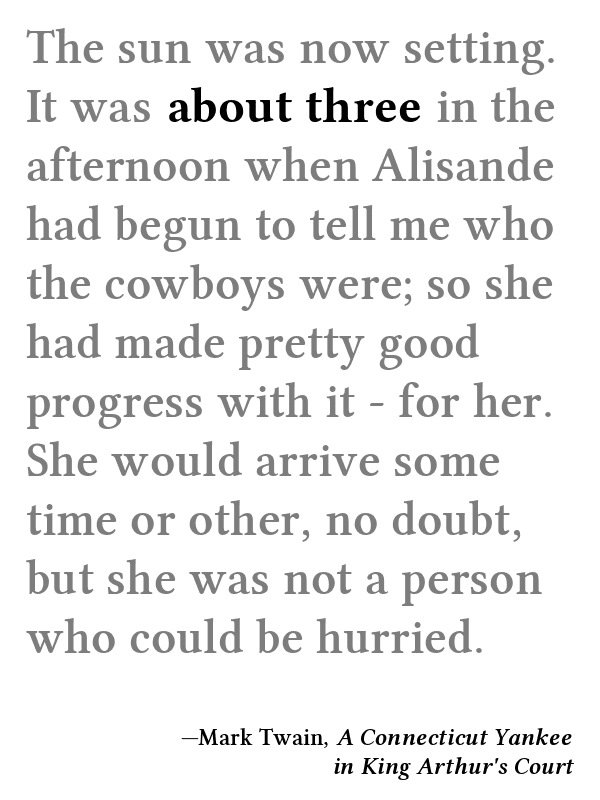 The sun was now setting.
It was about three in the
afternoon when Alisande
had begun to tell me who
the cowboys were; so she
had made pretty good
progress with it - for her.
She would arrive some
time or other, no doubt,
but she was not a person
who could be hurried.
—Mark Twain, A Connecticut Yankee
in King Arthur's Court